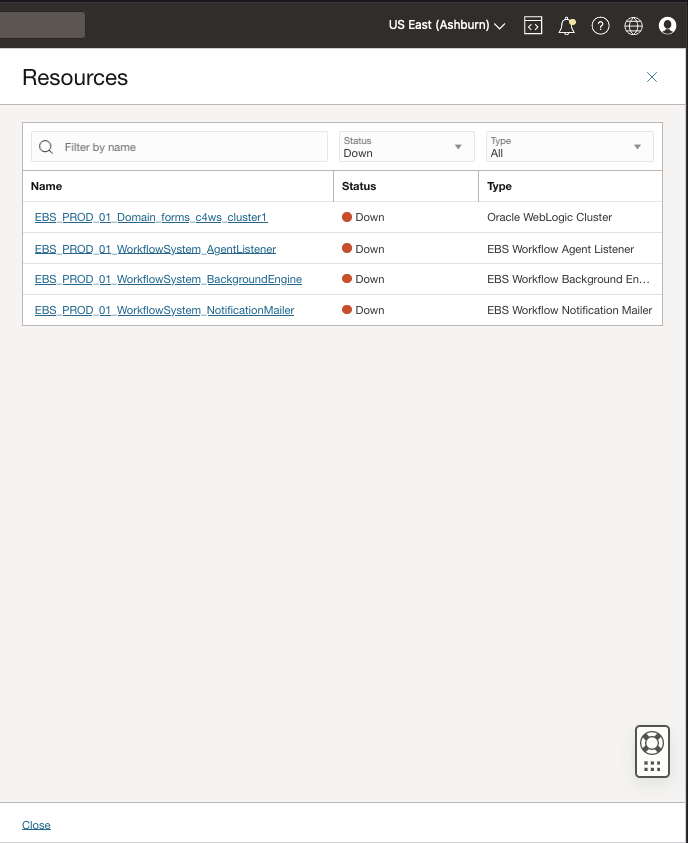 US East (Ashburn)
Resources
Filter by name
Status
Down
Type
All
Name Status Type
EBS_PROD_01_Domain_forms_c4ws_cluster1 Down Oracle WebLogic Cluster
EBS_PROD_01_WorkflowSystem_AgentListener Down EBS Workflow Agent Listener
EBS_PROD_01_WorkflowSystem_BackgroundEngine Down EBS Workflow Background En...
EBS_PROD_01_WorkflowSystem_NotificationMailer Down EBS Workflow Notification Mailer
Close